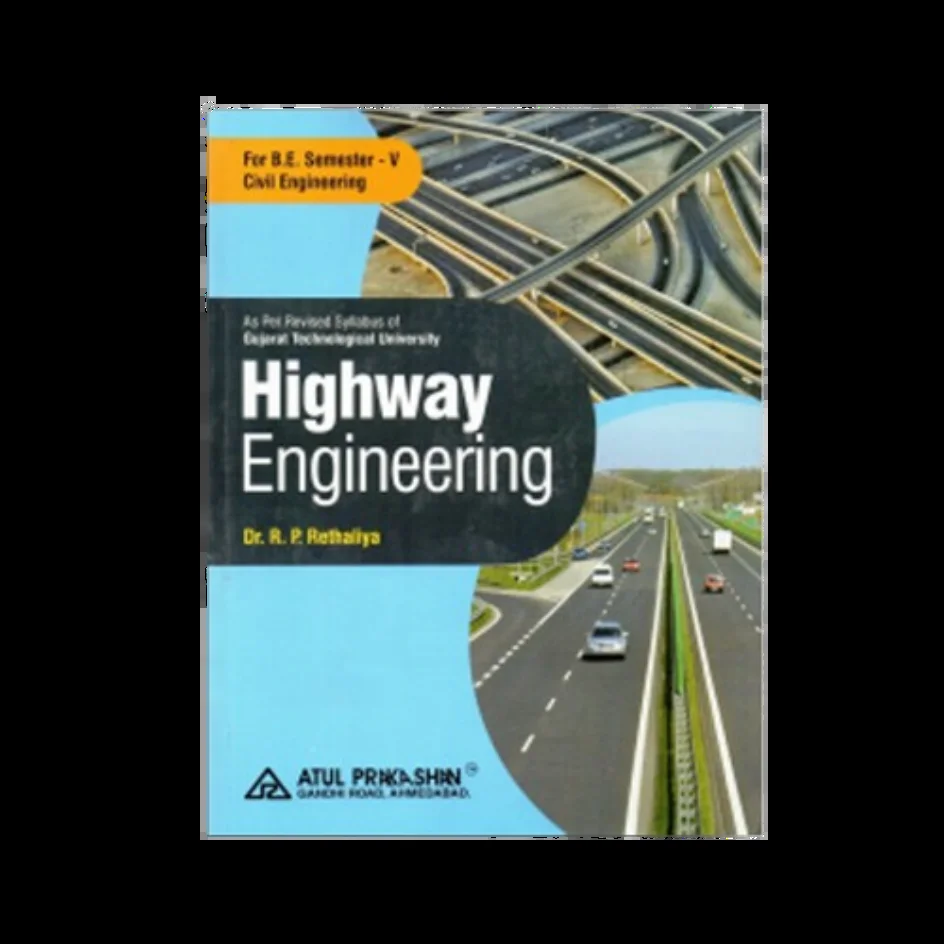 For B.E. Semester - V
Civil Engineering
As Per Revised Syllabus of
Gujarat Technological University
Highway
Engineering
Dr. R. P. Rethaliya
ATUL PRAKASHAN
GANDHI ROAD, AHMEDABAD.